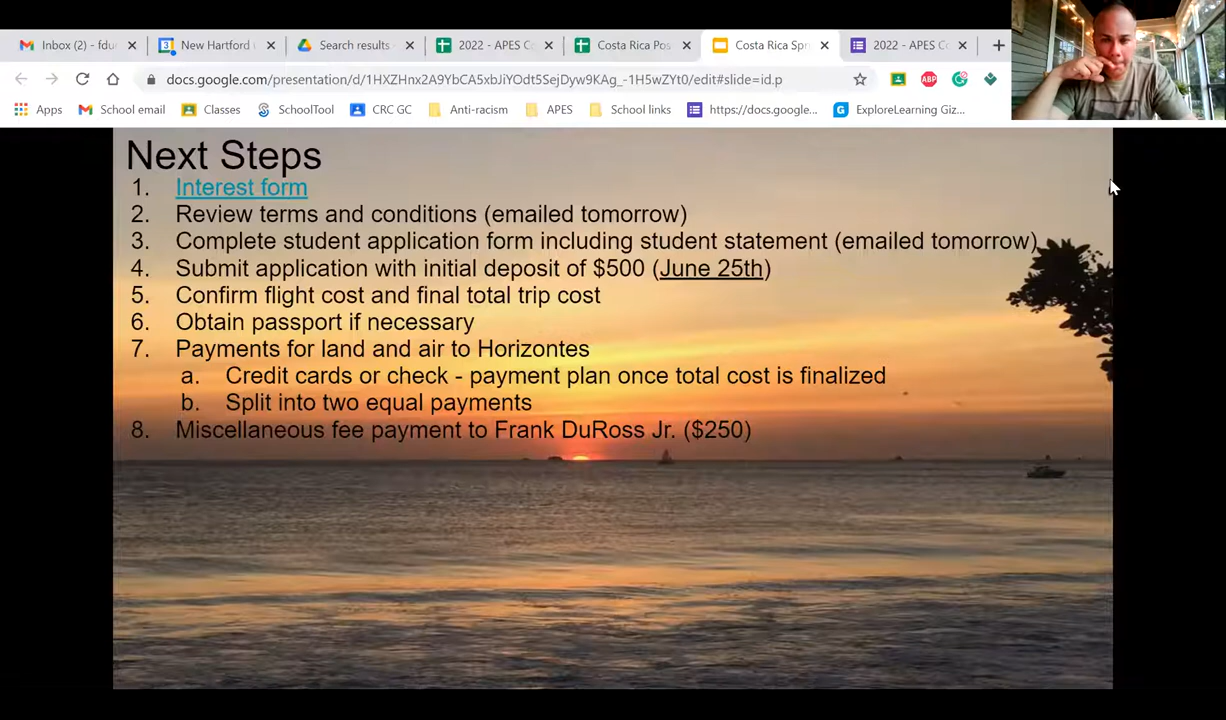 Inbox (2) - fdu
New Hartford
Search results
2022 - APES C
Costa Rica Pos
Costa Rica Spr
2022 - APES C
docs.google.com/presentation/d/1HXZHnx2A9YbCA5xbJiYOdt5SejDyw9KAg_-1H5wZYt0/edit#slide=id.p
ABP
Apps
School email
Classes
SchoolTool
CRC GC
Anti-racism
APES
School links
https://docs.google...
ExploreLearning Giz...
Next Steps
1. Interest form
2. Review terms and conditions (emailed tomorrow)
3. Complete student application form including student statement (emailed tomorrow)
4. Submit application with initial deposit of $500 (June 25th)
5. Confirm flight cost and final total trip cost
6. Obtain passport if necessary
7. Payments for land and air to Horizontes
a. Credit cards or check - payment plan once total cost is finalized
b. Split into two equal payments
8. Miscellaneous fee payment to Frank DuRoss Jr. ($250)